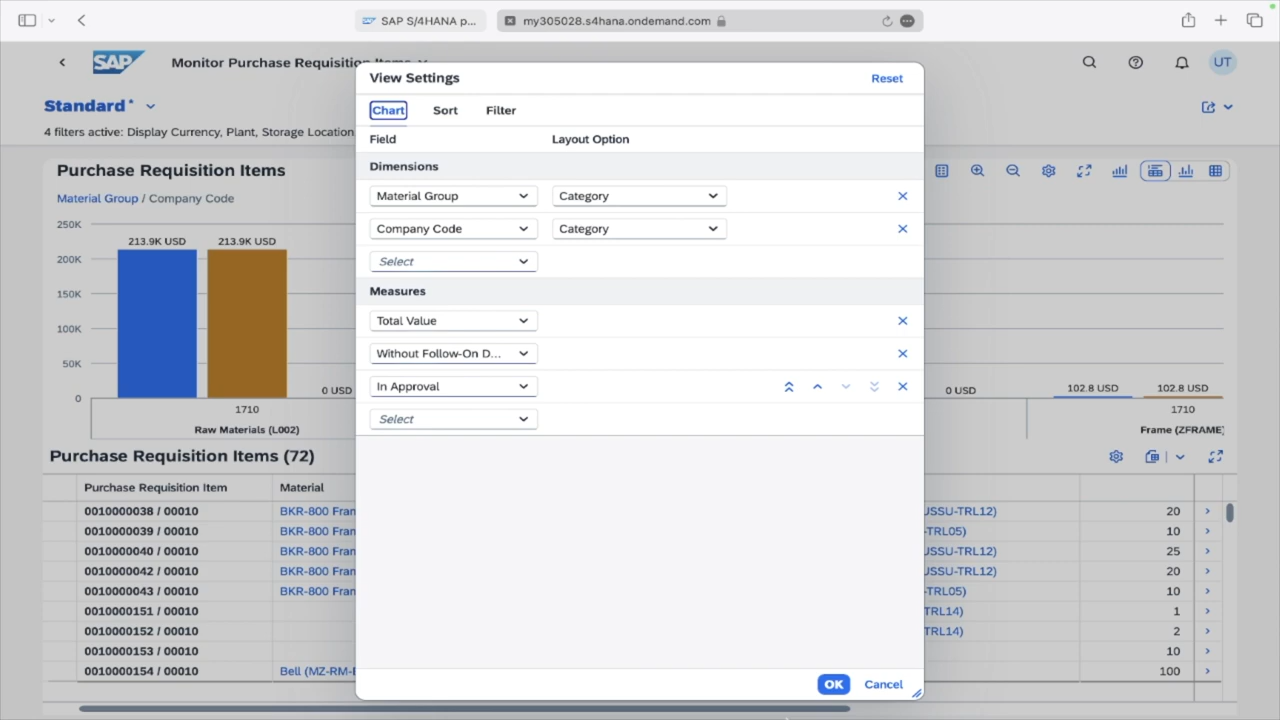 SAP S/4HANA p...
my305028.s4hana.ondemand.com
SAP
Monitor Purchase Requisition Items
UT
Standard *
4 filters active: Display Currency, Plant, Storage Location
Purchase Requisition Items
Material Group / Company Code
250K
200K
150K
100K
50K
0
213.9K USD
213.9K USD
0 USD
1710
Raw Materials (L002)
View Settings
Reset
Chart
Sort
Filter
Field
Layout Option
Dimensions
Material Group
Category
Company Code
Category
Select
Measures
Total Value
Without Follow-On D...
In Approval
Select
OK
Cancel
0 USD
102.8 USD
102.8 USD
1710
Frame (ZFRAME)
Purchase Requisition Items (72)
Purchase Requisition Item
Material
0010000038 / 00010
BKR-800 Fran
USSU-TRL12)
20
0010000039 / 00010
BKR-800 Fran
-TRL05)
10
0010000040 / 00010
BKR-800 Fran
USSU-TRL12)
25
0010000042 / 00010
BKR-800 Fran
USSU-TRL12)
20
0010000043 / 00010
BKR-800 Fran
-TRL05)
10
0010000151 / 00010
TRL14)
1
0010000152 / 00010
TRL14)
2
0010000153 / 00010
10
0010000154 / 00010
Bell (MZ-RM-
100